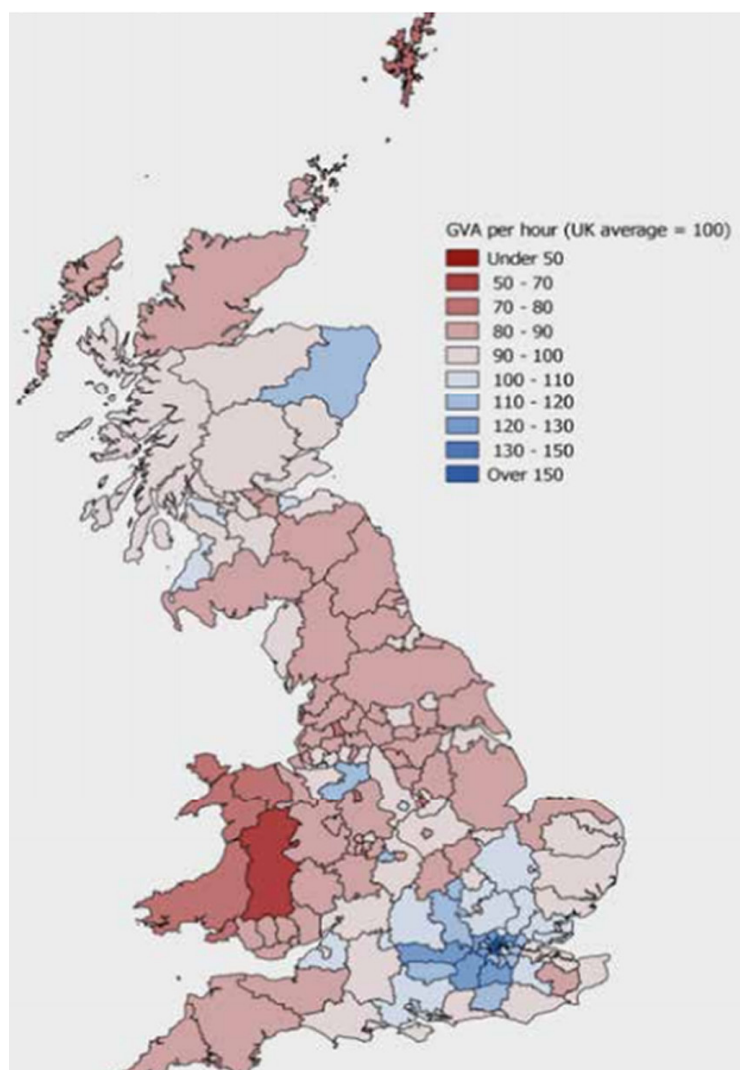 GVA per hour (UK average = 100)
Under 50
50 - 70
70 - 80
80 - 90
90 - 100
100 - 110
110 - 120
120 - 130
130 - 150
Over 150